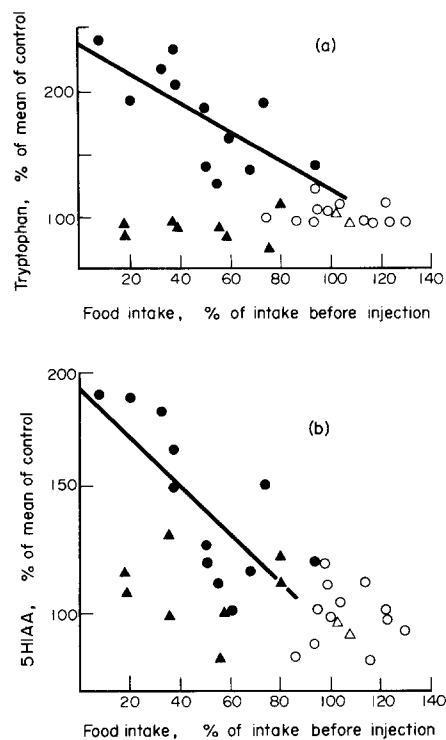 (a)
Tryptophan, % of mean of control
200
100
20 40 60 80 100 120 140
Food intake, % of intake before injection
(b)
5HIAA, % of mean of control
200
150
100
20 40 60 80 100 120 140
Food intake, % of intake before injection